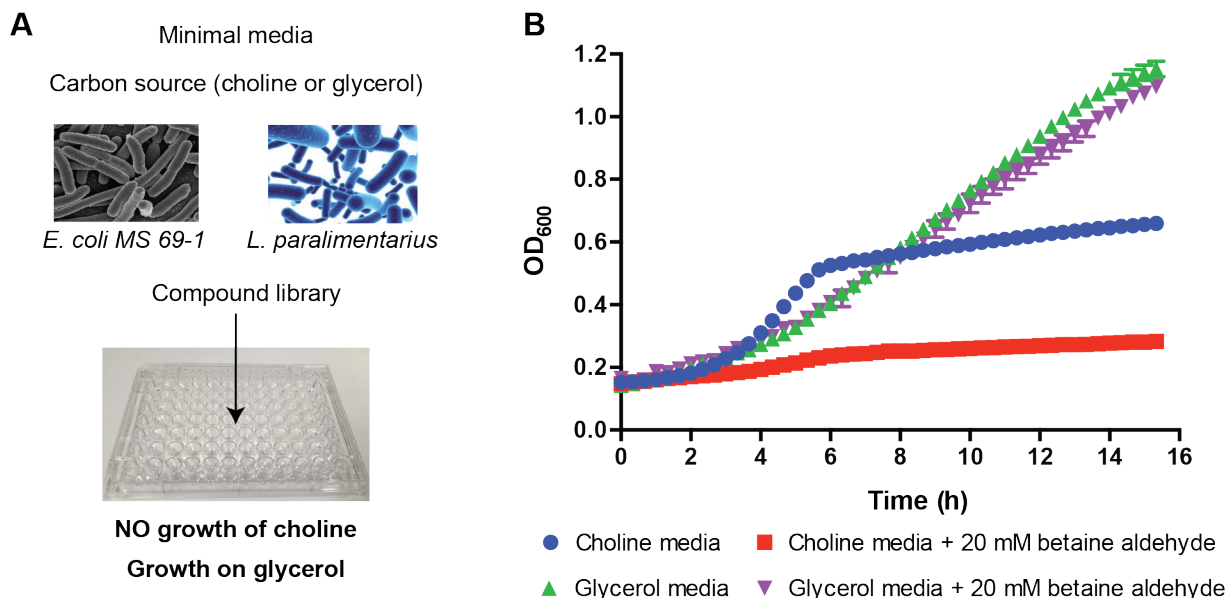 A
Minimal media
Carbon source (choline or glycerol)
E. coli MS 69-1
L. paralimentarius
Compound library
NO growth of choline
Growth on glycerol
B
OD600
1.2
1.0
0.8
0.6
0.4
0.2
0.0
0 2 4 6 8 10 12 14 16
Time (h)
Choline media
Choline media + 20 mM betaine aldehyde
Glycerol media
Glycerol media + 20 mM betaine aldehyde